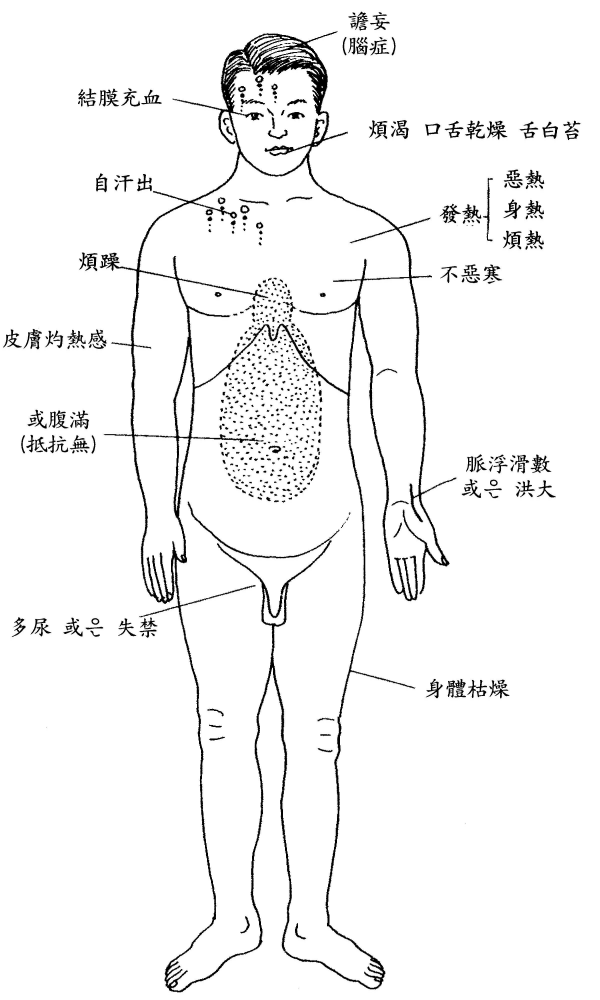 譫妄
(腦症)
結膜充血
煩渴 口舌乾燥 舌白苔
自汗出
發熱
惡熱
身熱
煩熱
煩躁
不惡寒
皮膚灼熱感
或腹滿
(抵抗無)
脈浮滑數
或은 洪大
多尿 或은 失禁
身體枯燥